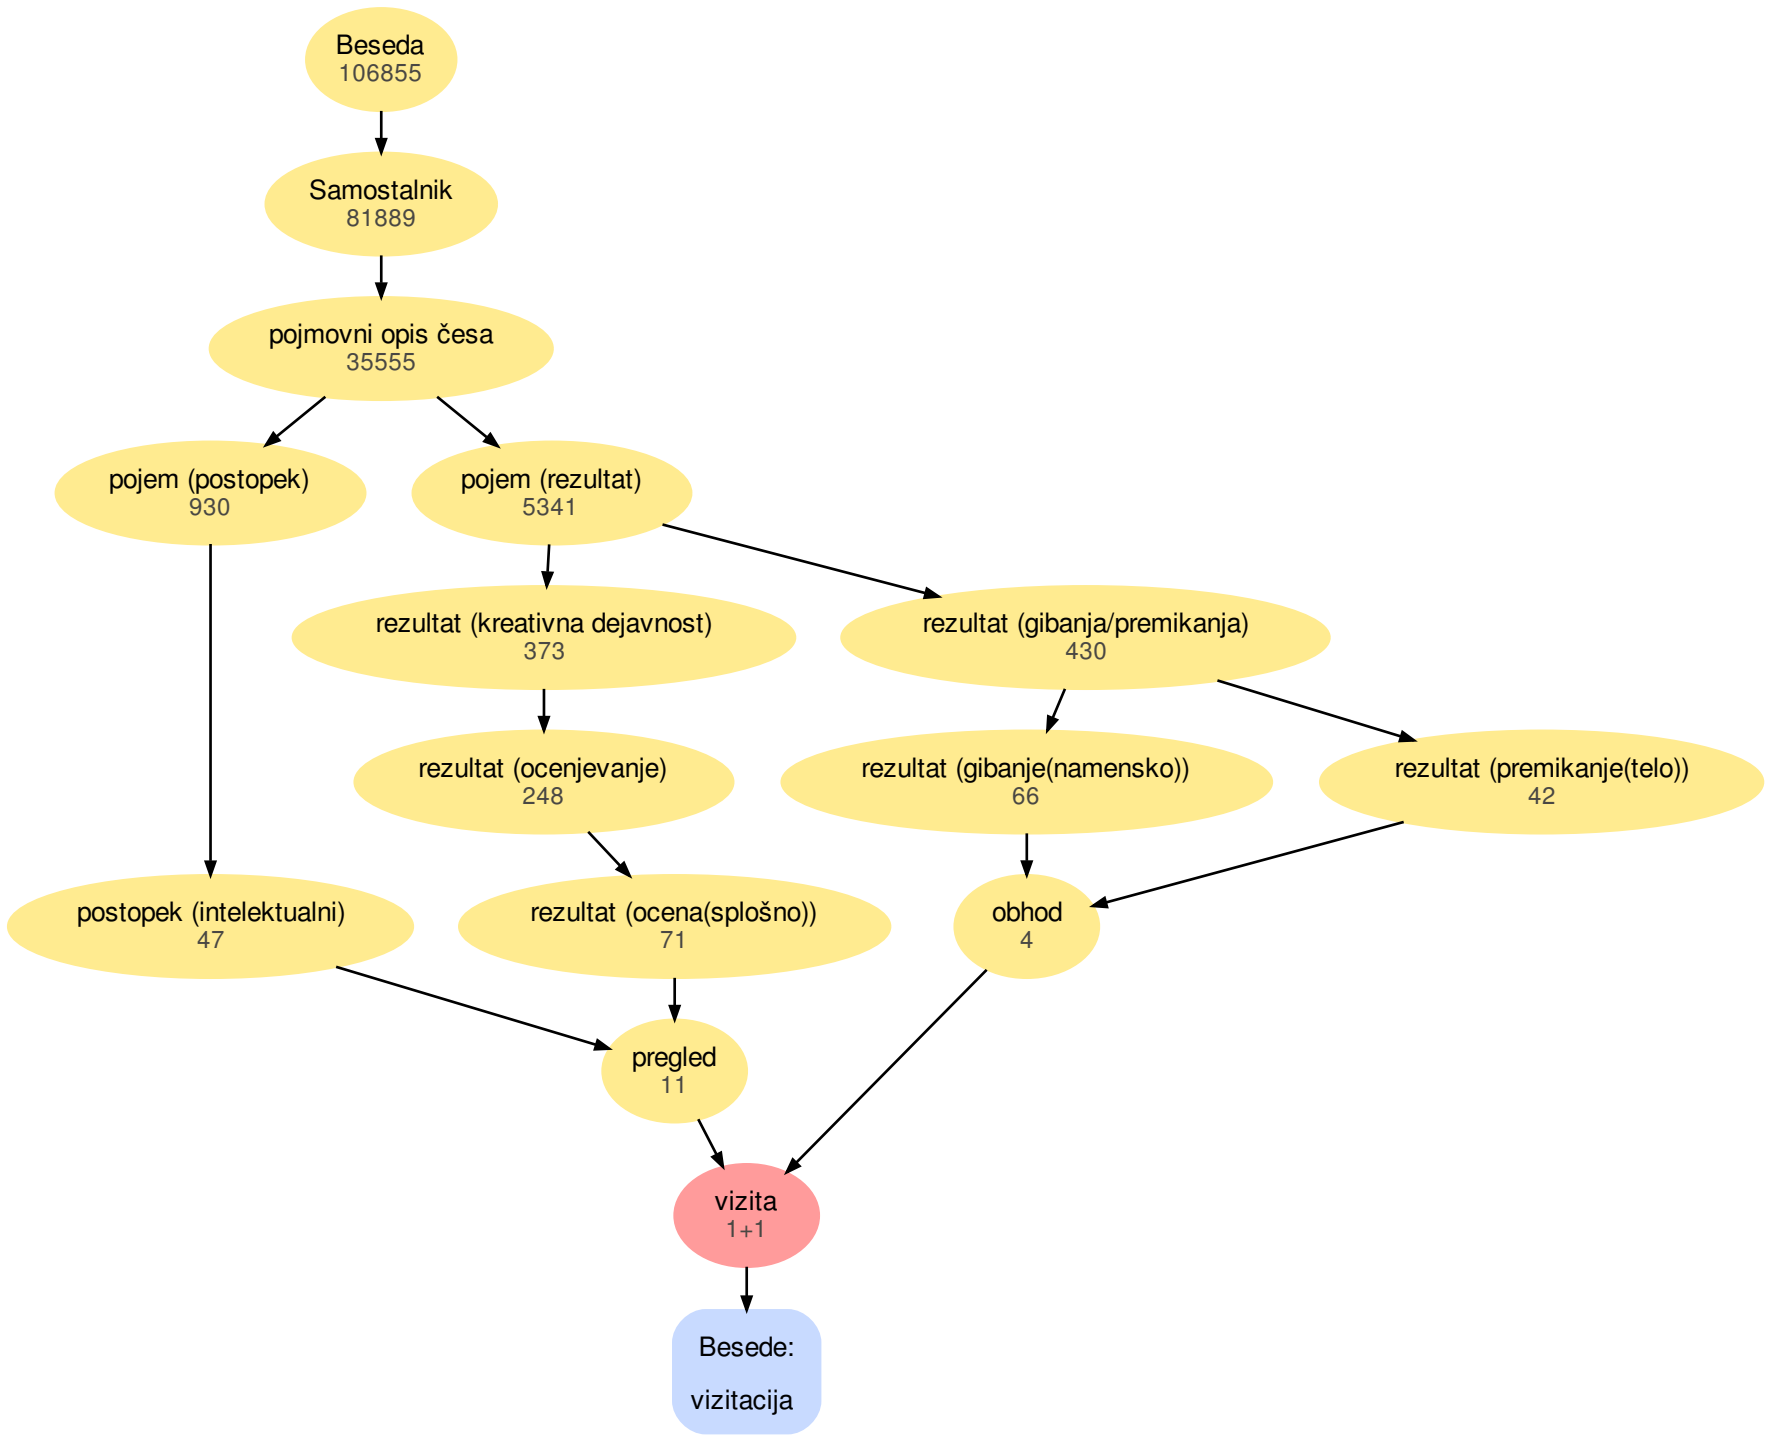 Beseda
106855
Samostalnik
81889
pojmovni opis česa
35555
pojem (postopek)
930
pojem (rezultat)
5341
rezultat (kreativna dejavnost)
373
rezultat (gibanja/premikanja)
430
rezultat (ocenjevanje)
248
rezultat (gibanje(namensko))
66
rezultat (premikanje(telo))
42
postopek (intelektualni)
47
rezultat (ocena(splošno))
71
obhod
4
pregled
11
vizita
1+1
Besede:
vizitacija